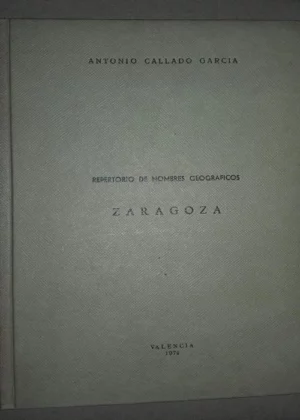 ANTONIO CALLADO GARCIA
REPERTORIO DE NOMBRES GEOGRAFICOS
ZARAGOZA
VALENCIA